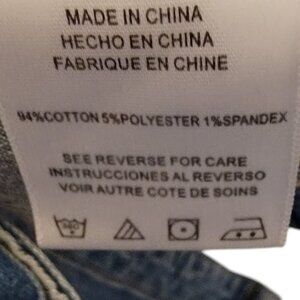 MADE IN CHINA
HECHO EN CHINA
FABRIQUE EN CHINE
94%COTTON 5%POLYESTER 1%SPANDEX
SEE REVERSE FOR CARE
INSTRUCCIONES AL REVERSO
VOIR AUTRE COTE DE SOINS